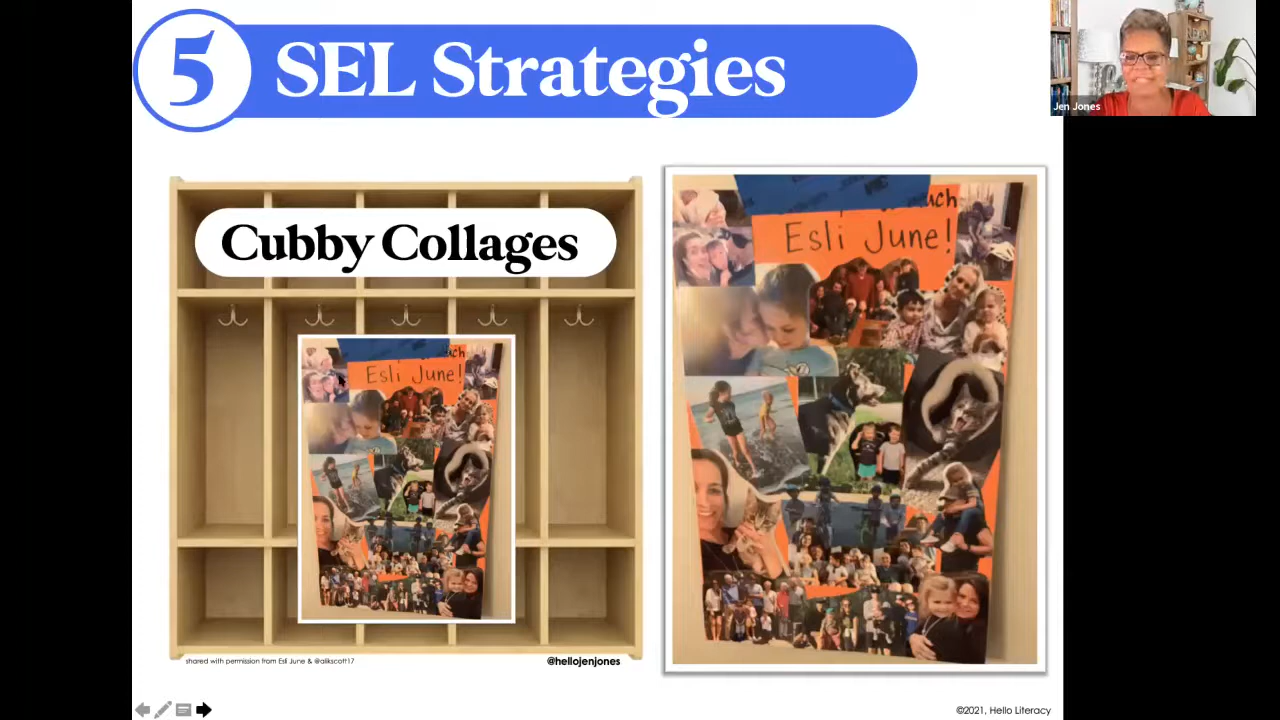 5 SEL Strategies
Jen Jones
Cubby Collages
Esli June!
Esli June!
shared with permission from Esli June & @alikscott17
@hellojenjones
©2021, Hello Literacy